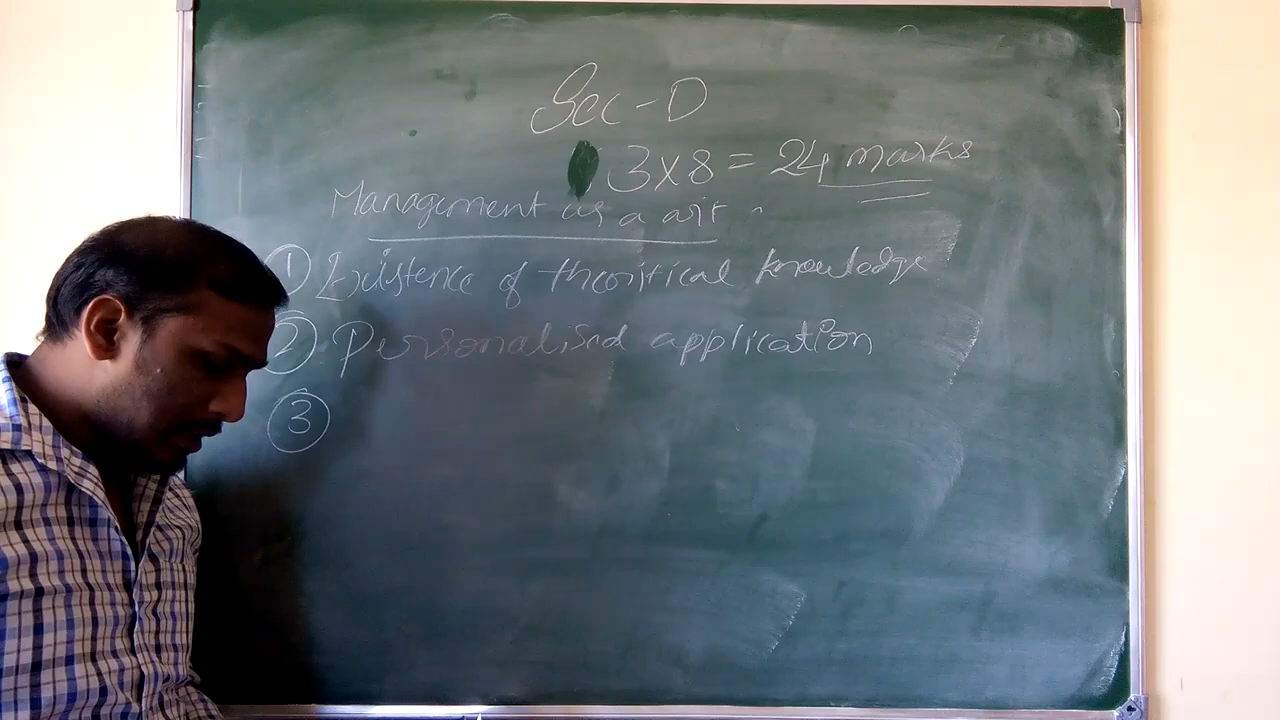 Sec - D
3x8 = 24 marks
Management as a art
① Existence of theoritical knowledge
② Personalised application
③